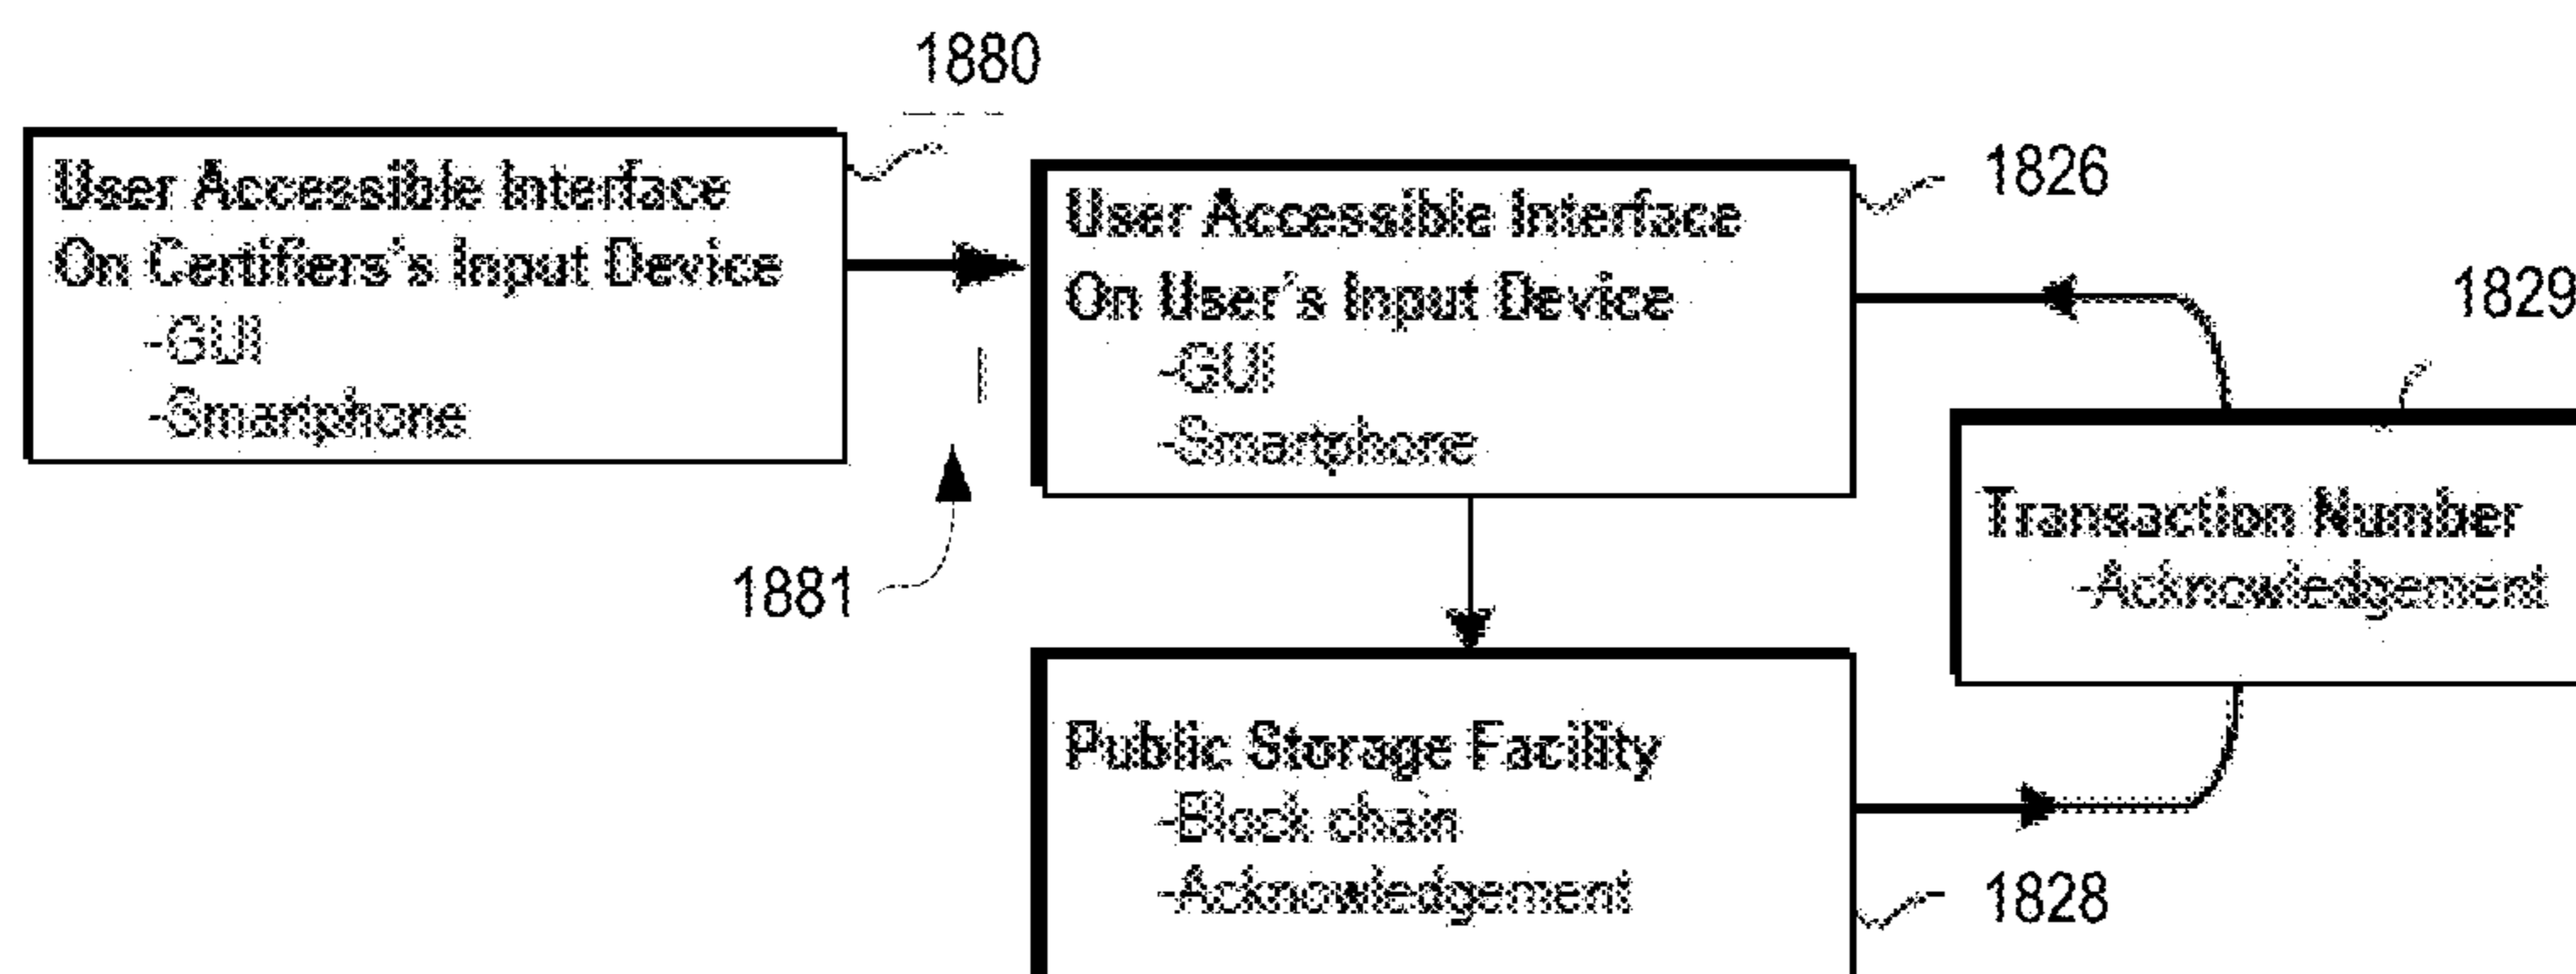 1880
User Accessible Interface
On Certifiers's Input Device
-GUI
-Smartphone
1826
User Accessible Interface
On User's Input Device
-GUI
-Smartphone
1829
Transaction Number
-Acknowledgement
1881
Public Storage Facility
-Block chain
-Acknowledgement
1828